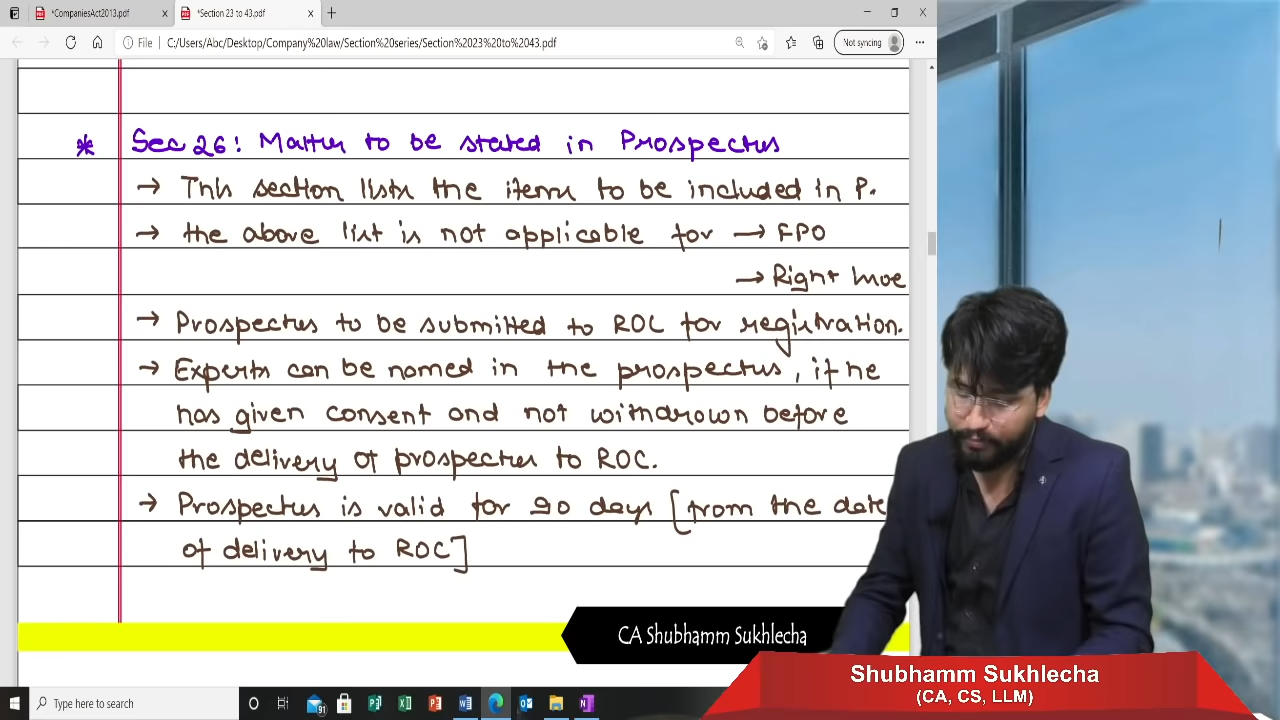 *CompaniesAct2013.pdf
*Section 23 to 43.pdf
File
C:/Users/Abc/Desktop/Company%20law/Section%20series/Section%2023%20to%2043.pdf
Not syncing
* Sec 26: Matter to be stated in Prospectus
→ This section lists the items to be included in P.
→ the above list is not applicable for → FPO
→ Right Issue
→ Prospectus to be submitted to ROC for registration.
→ Experts can be named in the prospectus, if he
has given consent and not withdrawn before
the delivery of prospectus to ROC.
→ Prospectus is valid for 90 days [from the date
of delivery to ROC]
CA Shubhamm Sukhlecha
Shubhamm Sukhlecha
(CA, CS, LLM)
Type here to search
91